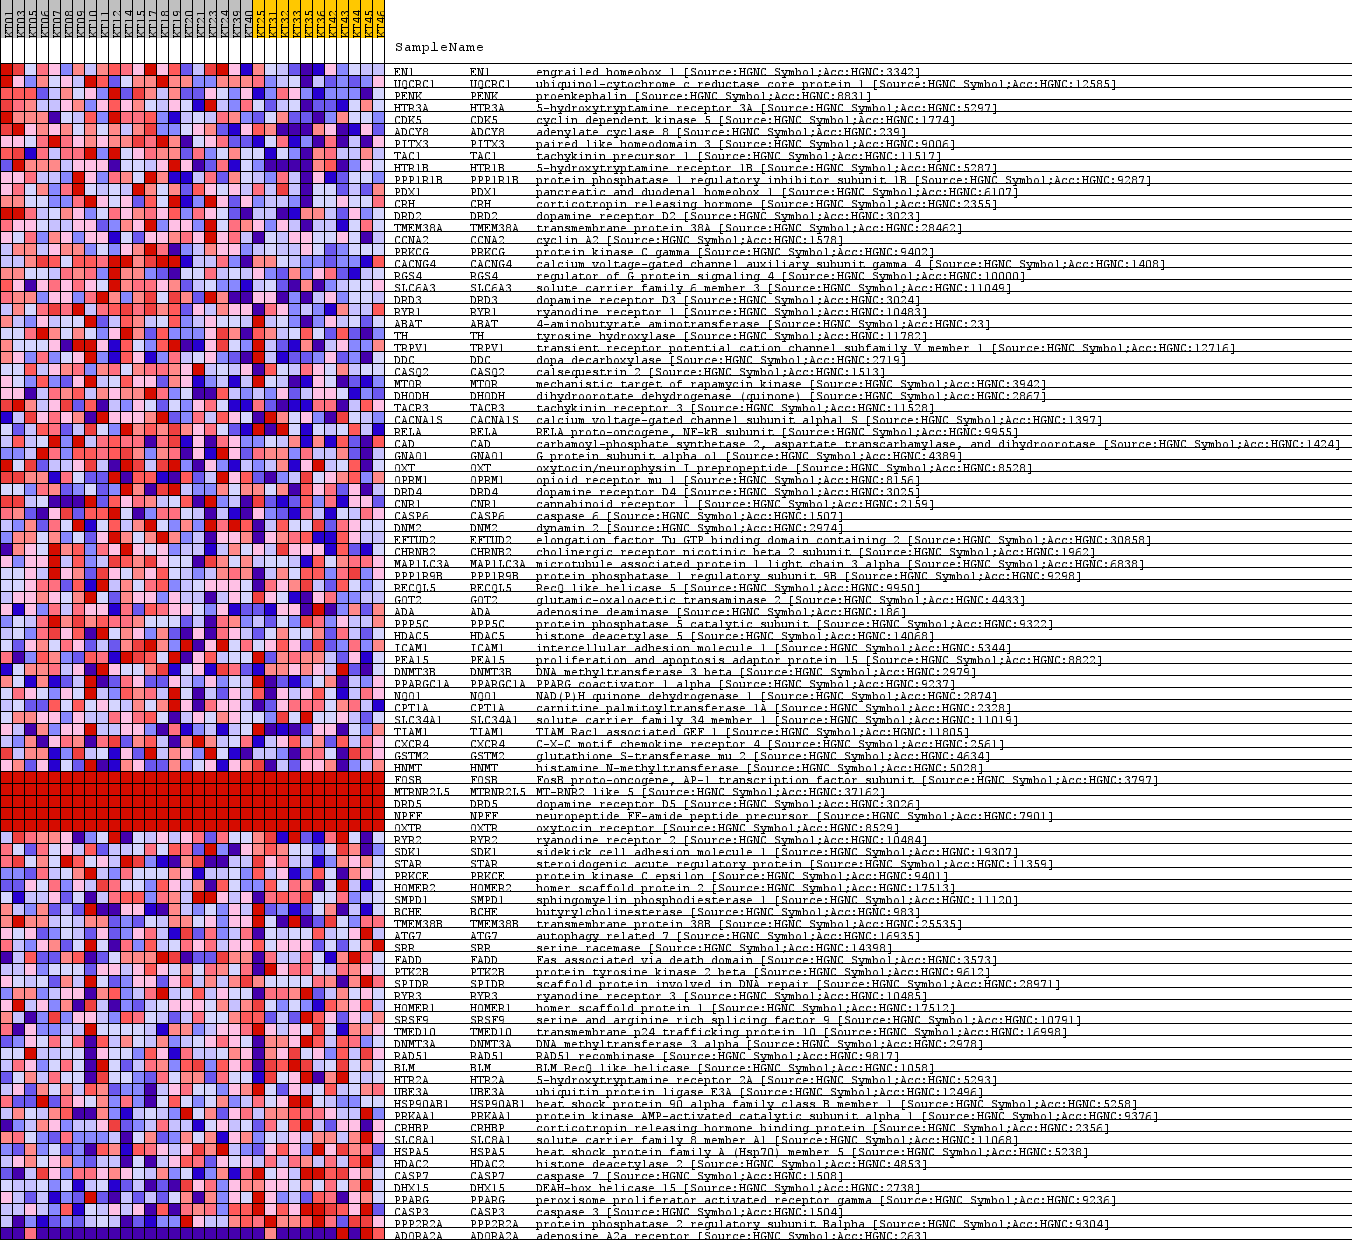 KT01 KT03 KT05 KT06 KT07 KT08 KT09 KT10 KT11 KT12 KT14 KT15 KT17 KT18 KT19 KT20 KT21 KT23 KT24 KT39 KT40 KT25 KT31 KT32 KT33 KT35 KT36 KT42 KT43 KT44 KT45 KT46
SampleName
EN1 EN1 engrailed homeobox 1 [Source:HGNC Symbol;Acc:HGNC:3342]
UQCRC1 UQCRC1 ubiquinol-cytochrome c reductase core protein 1 [Source:HGNC Symbol;Acc:HGNC:12585]
PENK PENK proenkephalin [Source:HGNC Symbol;Acc:HGNC:8831]
HTR3A HTR3A 5-hydroxytryptamine receptor 3A [Source:HGNC Symbol;Acc:HGNC:5297]
CDK5 CDK5 cyclin dependent kinase 5 [Source:HGNC Symbol;Acc:HGNC:1774]
ADCY8 ADCY8 adenylate cyclase 8 [Source:HGNC Symbol;Acc:HGNC:239]
PITX3 PITX3 paired like homeodomain 3 [Source:HGNC Symbol;Acc:HGNC:9006]
TAC1 TAC1 tachykinin precursor 1 [Source:HGNC Symbol;Acc:HGNC:11517]
HTR1B HTR1B 5-hydroxytryptamine receptor 1B [Source:HGNC Symbol;Acc:HGNC:5287]
PPP1R1B PPP1R1B protein phosphatase 1 regulatory inhibitor subunit 1B [Source:HGNC Symbol;Acc:HGNC:9287]
PDX1 PDX1 pancreatic and duodenal homeobox 1 [Source:HGNC Symbol;Acc:HGNC:6107]
CRH CRH corticotropin releasing hormone [Source:HGNC Symbol;Acc:HGNC:2355]
DRD2 DRD2 dopamine receptor D2 [Source:HGNC Symbol;Acc:HGNC:3023]
TMEM38A TMEM38A transmembrane protein 38A [Source:HGNC Symbol;Acc:HGNC:28462]
CCNA2 CCNA2 cyclin A2 [Source:HGNC Symbol;Acc:HGNC:1578]
PRKCG PRKCG protein kinase C gamma [Source:HGNC Symbol;Acc:HGNC:9402]
CACNG4 CACNG4 calcium voltage-gated channel auxiliary subunit gamma 4 [Source:HGNC Symbol;Acc:HGNC:1408]
RGS4 RGS4 regulator of G protein signaling 4 [Source:HGNC Symbol;Acc:HGNC:10000]
SLC6A3 SLC6A3 solute carrier family 6 member 3 [Source:HGNC Symbol;Acc:HGNC:11049]
DRD3 DRD3 dopamine receptor D3 [Source:HGNC Symbol;Acc:HGNC:3024]
RYR1 RYR1 ryanodine receptor 1 [Source:HGNC Symbol;Acc:HGNC:10483]
ABAT ABAT 4-aminobutyrate aminotransferase [Source:HGNC Symbol;Acc:HGNC:23]
TH TH tyrosine hydroxylase [Source:HGNC Symbol;Acc:HGNC:11782]
TRPV1 TRPV1 transient receptor potential cation channel subfamily V member 1 [Source:HGNC Symbol;Acc:HGNC:12716]
DDC DDC dopa decarboxylase [Source:HGNC Symbol;Acc:HGNC:2719]
CASQ2 CASQ2 calsequestrin 2 [Source:HGNC Symbol;Acc:HGNC:1513]
MTOR MTOR mechanistic target of rapamycin kinase [Source:HGNC Symbol;Acc:HGNC:3942]
DHODH DHODH dihydroorotate dehydrogenase (quinone) [Source:HGNC Symbol;Acc:HGNC:2867]
TACR3 TACR3 tachykinin receptor 3 [Source:HGNC Symbol;Acc:HGNC:11528]
CACNA1S CACNA1S calcium voltage-gated channel subunit alpha1 S [Source:HGNC Symbol;Acc:HGNC:1397]
RELA RELA RELA proto-oncogene, NF-kB subunit [Source:HGNC Symbol;Acc:HGNC:9955]
CAD CAD carbamoyl-phosphate synthetase 2, aspartate transcarbamylase, and dihydroorotase [Source:HGNC Symbol;Acc:HGNC:1424]
GNAO1 GNAO1 G protein subunit alpha o1 [Source:HGNC Symbol;Acc:HGNC:4389]
OXT OXT oxytocin/neurophysin I prepropeptide [Source:HGNC Symbol;Acc:HGNC:8528]
OPRM1 OPRM1 opioid receptor mu 1 [Source:HGNC Symbol;Acc:HGNC:8156]
DRD4 DRD4 dopamine receptor D4 [Source:HGNC Symbol;Acc:HGNC:3025]
CNR1 CNR1 cannabinoid receptor 1 [Source:HGNC Symbol;Acc:HGNC:2159]
CASP6 CASP6 caspase 6 [Source:HGNC Symbol;Acc:HGNC:1507]
DNM2 DNM2 dynamin 2 [Source:HGNC Symbol;Acc:HGNC:2974]
EFTUD2 EFTUD2 elongation factor Tu GTP binding domain containing 2 [Source:HGNC Symbol;Acc:HGNC:30858]
CHRNB2 CHRNB2 cholinergic receptor nicotinic beta 2 subunit [Source:HGNC Symbol;Acc:HGNC:1962]
MAP1LC3A MAP1LC3A microtubule associated protein 1 light chain 3 alpha [Source:HGNC Symbol;Acc:HGNC:6838]
PPP1R9B PPP1R9B protein phosphatase 1 regulatory subunit 9B [Source:HGNC Symbol;Acc:HGNC:9298]
RECQL5 RECQL5 RecQ like helicase 5 [Source:HGNC Symbol;Acc:HGNC:9950]
GOT2 GOT2 glutamic-oxaloacetic transaminase 2 [Source:HGNC Symbol;Acc:HGNC:4433]
ADA ADA adenosine deaminase [Source:HGNC Symbol;Acc:HGNC:186]
PPP5C PPP5C protein phosphatase 5 catalytic subunit [Source:HGNC Symbol;Acc:HGNC:9322]
HDAC5 HDAC5 histone deacetylase 5 [Source:HGNC Symbol;Acc:HGNC:14068]
ICAM1 ICAM1 intercellular adhesion molecule 1 [Source:HGNC Symbol;Acc:HGNC:5344]
PEA15 PEA15 proliferation and apoptosis adaptor protein 15 [Source:HGNC Symbol;Acc:HGNC:8822]
DNMT3B DNMT3B DNA methyltransferase 3 beta [Source:HGNC Symbol;Acc:HGNC:2979]
PPARGC1A PPARGC1A PPARG coactivator 1 alpha [Source:HGNC Symbol;Acc:HGNC:9237]
NQO1 NQO1 NAD(P)H quinone dehydrogenase 1 [Source:HGNC Symbol;Acc:HGNC:2874]
CPT1A CPT1A carnitine palmitoyltransferase 1A [Source:HGNC Symbol;Acc:HGNC:2328]
SLC34A1 SLC34A1 solute carrier family 34 member 1 [Source:HGNC Symbol;Acc:HGNC:11019]
TIAM1 TIAM1 TIAM Rac1 associated GEF 1 [Source:HGNC Symbol;Acc:HGNC:11805]
CXCR4 CXCR4 C-X-C motif chemokine receptor 4 [Source:HGNC Symbol;Acc:HGNC:2561]
GSTM2 GSTM2 glutathione S-transferase mu 2 [Source:HGNC Symbol;Acc:HGNC:4634]
HNMT HNMT histamine N-methyltransferase [Source:HGNC Symbol;Acc:HGNC:5028]
FOSB FOSB FosB proto-oncogene, AP-1 transcription factor subunit [Source:HGNC Symbol;Acc:HGNC:3797]
MTRNR2L5 MTRNR2L5 MT-RNR2 like 5 [Source:HGNC Symbol;Acc:HGNC:37162]
DRD5 DRD5 dopamine receptor D5 [Source:HGNC Symbol;Acc:HGNC:3026]
NPFF NPFF neuropeptide FF-amide peptide precursor [Source:HGNC Symbol;Acc:HGNC:7901]
OXTR OXTR oxytocin receptor [Source:HGNC Symbol;Acc:HGNC:8529]
RYR2 RYR2 ryanodine receptor 2 [Source:HGNC Symbol;Acc:HGNC:10484]
SDK1 SDK1 sidekick cell adhesion molecule 1 [Source:HGNC Symbol;Acc:HGNC:19307]
STAR STAR steroidogenic acute regulatory protein [Source:HGNC Symbol;Acc:HGNC:11359]
PRKCE PRKCE protein kinase C epsilon [Source:HGNC Symbol;Acc:HGNC:9401]
HOMER2 HOMER2 homer scaffold protein 2 [Source:HGNC Symbol;Acc:HGNC:17513]
SMPD1 SMPD1 sphingomyelin phosphodiesterase 1 [Source:HGNC Symbol;Acc:HGNC:11120]
BCHE BCHE butyrylcholinesterase [Source:HGNC Symbol;Acc:HGNC:983]
TMEM38B TMEM38B transmembrane protein 38B [Source:HGNC Symbol;Acc:HGNC:25535]
ATG7 ATG7 autophagy related 7 [Source:HGNC Symbol;Acc:HGNC:16935]
SRR SRR serine racemase [Source:HGNC Symbol;Acc:HGNC:14398]
FADD FADD Fas associated via death domain [Source:HGNC Symbol;Acc:HGNC:3573]
PTK2B PTK2B protein tyrosine kinase 2 beta [Source:HGNC Symbol;Acc:HGNC:9612]
SPIDR SPIDR scaffold protein involved in DNA repair [Source:HGNC Symbol;Acc:HGNC:28971]
RYR3 RYR3 ryanodine receptor 3 [Source:HGNC Symbol;Acc:HGNC:10485]
HOMER1 HOMER1 homer scaffold protein 1 [Source:HGNC Symbol;Acc:HGNC:17512]
SRSF9 SRSF9 serine and arginine rich splicing factor 9 [Source:HGNC Symbol;Acc:HGNC:10791]
TMED10 TMED10 transmembrane p24 trafficking protein 10 [Source:HGNC Symbol;Acc:HGNC:16998]
DNMT3A DNMT3A DNA methyltransferase 3 alpha [Source:HGNC Symbol;Acc:HGNC:2978]
RAD51 RAD51 RAD51 recombinase [Source:HGNC Symbol;Acc:HGNC:9817]
BLM BLM BLM RecQ like helicase [Source:HGNC Symbol;Acc:HGNC:1058]
HTR2A HTR2A 5-hydroxytryptamine receptor 2A [Source:HGNC Symbol;Acc:HGNC:5293]
UBE3A UBE3A ubiquitin protein ligase E3A [Source:HGNC Symbol;Acc:HGNC:12496]
HSP90AB1 HSP90AB1 heat shock protein 90 alpha family class B member 1 [Source:HGNC Symbol;Acc:HGNC:5258]
PRKAA1 PRKAA1 protein kinase AMP-activated catalytic subunit alpha 1 [Source:HGNC Symbol;Acc:HGNC:9376]
CRHBP CRHBP corticotropin releasing hormone binding protein [Source:HGNC Symbol;Acc:HGNC:2356]
SLC8A1 SLC8A1 solute carrier family 8 member A1 [Source:HGNC Symbol;Acc:HGNC:11068]
HSPA5 HSPA5 heat shock protein family A (Hsp70) member 5 [Source:HGNC Symbol;Acc:HGNC:5238]
HDAC2 HDAC2 histone deacetylase 2 [Source:HGNC Symbol;Acc:HGNC:4853]
CASP7 CASP7 caspase 7 [Source:HGNC Symbol;Acc:HGNC:1508]
DHX15 DHX15 DEAH-box helicase 15 [Source:HGNC Symbol;Acc:HGNC:2738]
PPARG PPARG peroxisome proliferator activated receptor gamma [Source:HGNC Symbol;Acc:HGNC:9236]
CASP3 CASP3 caspase 3 [Source:HGNC Symbol;Acc:HGNC:1504]
PPP2R2A PPP2R2A protein phosphatase 2 regulatory subunit Balpha [Source:HGNC Symbol;Acc:HGNC:9304]
ADORA2A ADORA2A adenosine A2a receptor [Source:HGNC Symbol;Acc:HGNC:263]